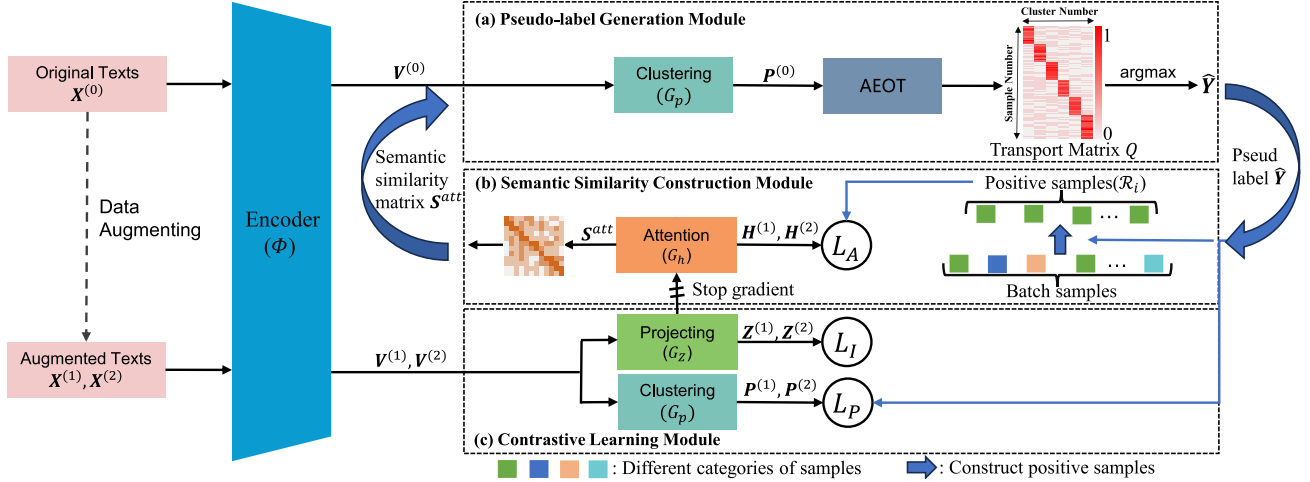 (a) Pseudo-label Generation Module
Cluster Number
Sample Number
1
0
Original Texts
X^(0)
V^(0)
Clustering
(G_p)
P^(0)
AEOT
argmax
Ŷ
Transport Matrix Q
Semantic
similarity
matrix S^att
Pseud
label Ŷ
Data
Augmenting
Encoder
(Φ)
(b) Semantic Similarity Construction Module
Positive samples(ℛ_i)
S^att
Attention
(G_h)
H^(1), H^(2)
L_A
...
...
Batch samples
Stop gradient
Augmented Texts
X^(1), X^(2)
V^(1), V^(2)
Projecting
(G_Z)
Z^(1), Z^(2)
L_I
Clustering
(G_p)
P^(1), P^(2)
L_P
(c) Contrastive Learning Module
: Different categories of samples
: Construct positive samples